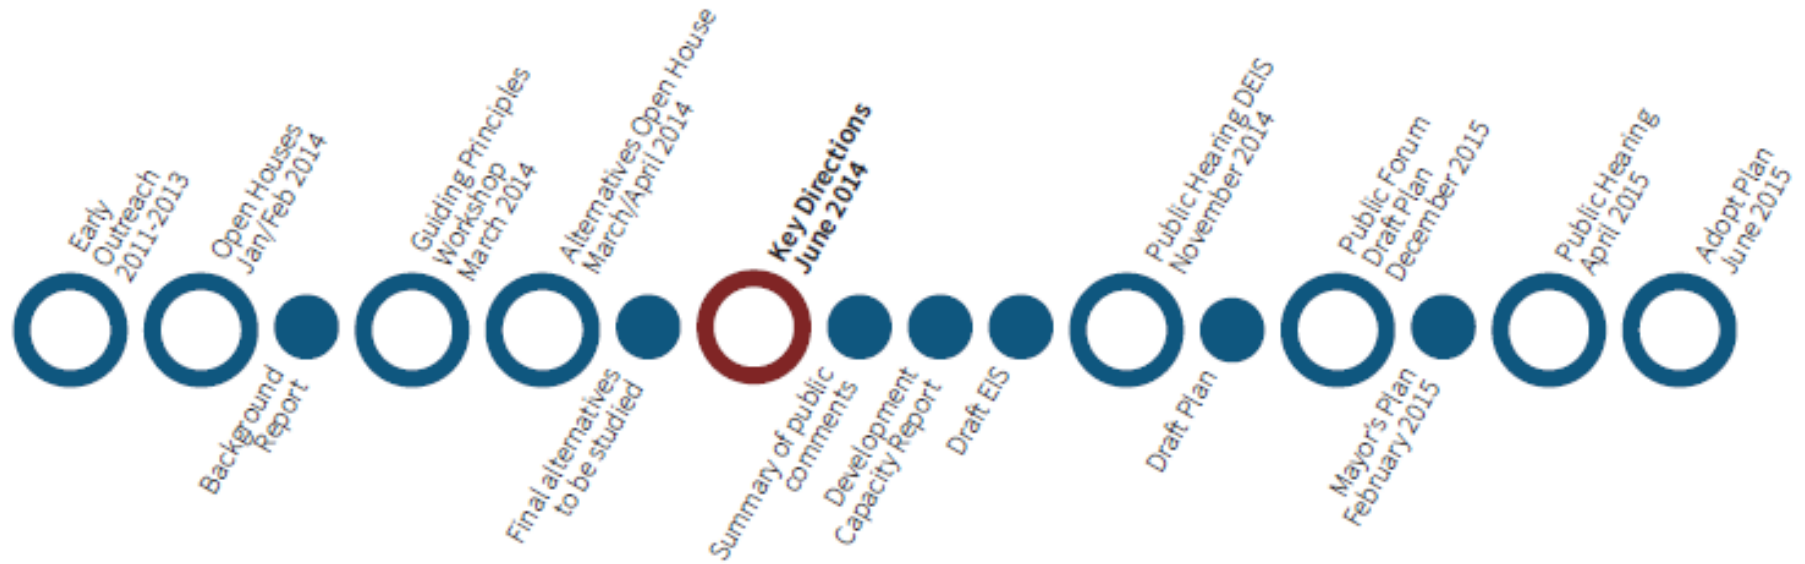 Early
Outreach
2011-2013
Open Houses
Jan/Feb 2014
Background
Report
Guiding Principles
Workshop
March 2014
Alternatives Open House
March/April 2014
Final alternatives
to be studied
Key Directions
June 2014
Summary of public
comments
Development
Capacity Report
Draft EIS
Public Hearing DEIS
November 2014
Draft Plan
Public Forum
Draft Plan
December 2015
Mayor's Plan
February 2015
Public Hearing
April 2015
Adopt Plan
June 2015